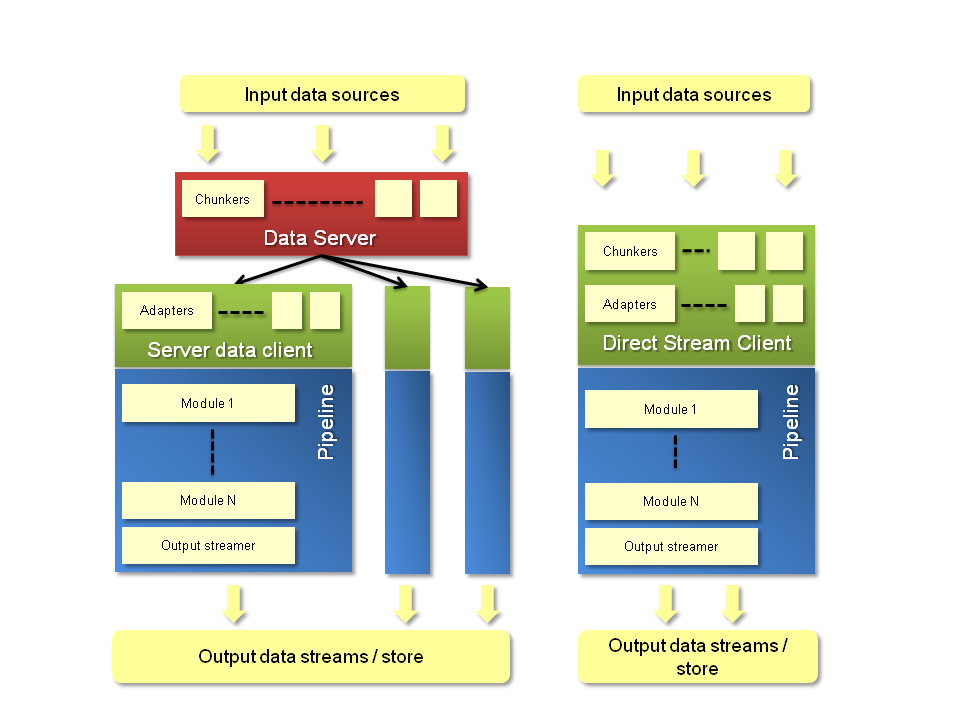 Input data sources
Chunkers
Data Server
Adapters
Server data client
Module 1
Pipeline
Module N
Output streamer
Output data streams / store
Input data sources
Chunkers
Adapters
Direct Stream Client
Module 1
Pipeline
Module N
Output streamer
Output data streams /
store